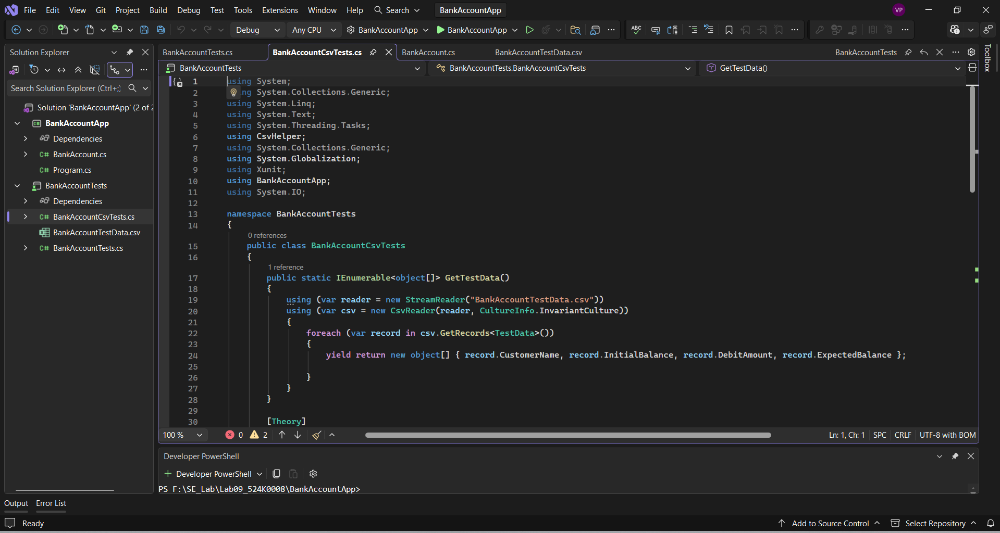 File Edit View Git Project Build Debug Test Tools Extensions Window Help Search BankAccountApp VP
Debug Any CPU BankAccountApp BankAccountApp ABC
Solution Explorer
Search Solution Explorer (Ctrl+;)
Solution 'BankAccountApp' (2 of 2
BankAccountApp
Dependencies
C# BankAccount.cs
C# Program.cs
BankAccountTests
Dependencies
C# BankAccountCsvTests.cs
BankAccountTestData.csv
C# BankAccountTests.cs
BankAccountTests.cs BankAccountCsvTests.cs BankAccount.cs BankAccountTestData.csv BankAccountTests
BankAccountTests BankAccountTests.BankAccountCsvTests GetTestData()
Toolbox
1 using System;
2 ng System.Collections.Generic;
3 using System.Linq;
4 using System.Text;
5 using System.Threading.Tasks;
6 using CsvHelper;
7 using System.Collections.Generic;
8 using System.Globalization;
9 using Xunit;
10 using BankAccountApp;
11 using System.IO;
12
13 namespace BankAccountTests
14 {
0 references
15 public class BankAccountCsvTests
16 {
1 reference
17 public static IEnumerable<object[]> GetTestData()
18 {
19 using (var reader = new StreamReader("BankAccountTestData.csv"))
20 using (var csv = new CsvReader(reader, CultureInfo.InvariantCulture))
21 {
22 foreach (var record in csv.GetRecords<TestData>())
23 {
24 yield return new object[] { record.CustomerName, record.InitialBalance, record.DebitAmount, record.ExpectedBalance };
25
26 }
27 }
28 }
29
30 [Theory]
100 % 0 2 Ln: 1, Ch: 1 SPC CRLF UTF-8 with BOM
Developer PowerShell
Developer PowerShell
PS F:\SE_Lab\Lab09_524K0008\BankAccountApp>
Output Error List
Ready Add to Source Control Select Repository